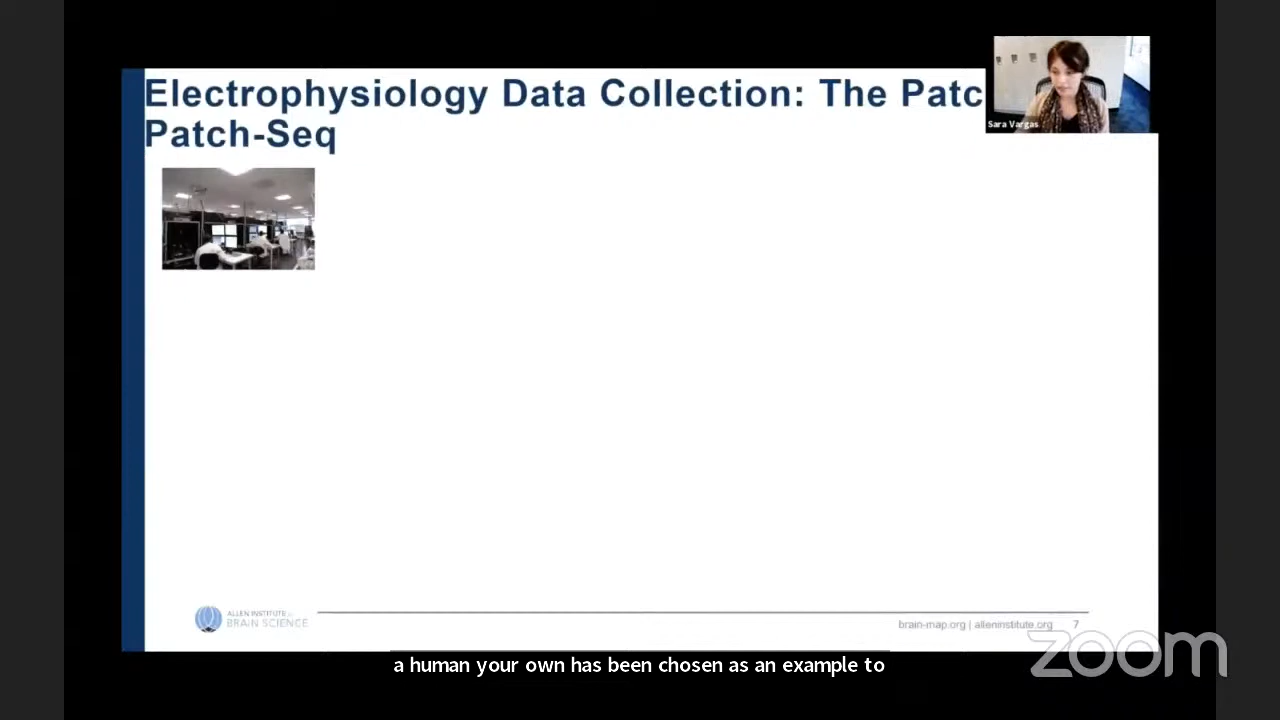 Electrophysiology Data Collection: The Patc
Patch-Seq
Sara Vargas
ALLEN INSTITUTE for
BRAIN SCIENCE
brain-map.org | alleninstitute.org 7
a human your own has been chosen as an example to
zoom